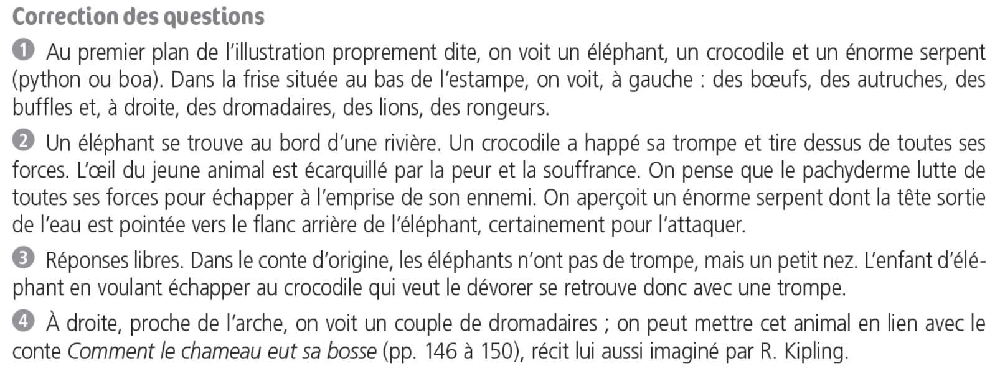 Correction des questions
1 Au premier plan de l'illustration proprement dite, on voit un éléphant, un crocodile et un énorme serpent
(python ou boa). Dans la frise située au bas de l'estampe, on voit, à gauche : des bœufs, des autruches, des
buffles et, à droite, des dromadaires, des lions, des rongeurs.
2 Un éléphant se trouve au bord d'une rivière. Un crocodile a happé sa trompe et tire dessus de toutes ses
forces. L'œil du jeune animal est écarquillé par la peur et la souffrance. On pense que le pachyderme lutte de
toutes ses forces pour échapper à l'emprise de son ennemi. On aperçoit un énorme serpent dont la tête sortie
de l'eau est pointée vers le flanc arrière de l'éléphant, certainement pour l'attaquer.
3 Réponses libres. Dans le conte d'origine, les éléphants n'ont pas de trompe, mais un petit nez. L'enfant d'élé-
phant en voulant échapper au crocodile qui veut le dévorer se retrouve donc avec une trompe.
4 À droite, proche de l'arche, on voit un couple de dromadaires ; on peut mettre cet animal en lien avec le
conte Comment le chameau eut sa bosse (pp. 146 à 150), récit lui aussi imaginé par R. Kipling.